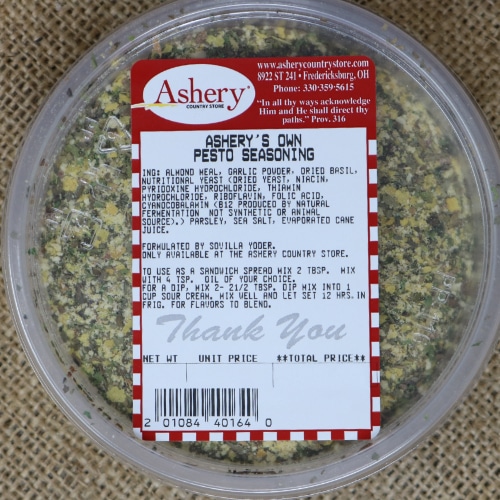 Ashery
COUNTRY STORE
www.asherycountrystore.com
8922 ST 241 • Fredericksburg, OH
Phone: 330·359·5615
"In all thy ways acknowledge
Him and He shall direct thy
paths." Prov. 316
ASHERY'S OWN
PESTO SEASONING
ING: ALMOND MEAL, GARLIC POWDER, DRIED BASIL,
NUTRITIONAL YEAST (DRIED YEAST, NIACIN,
PYRIDOXINE HYDROCHLORIDE, THIAMIN
HYDROCHLORIDE, RIBOFLAVIN, FOLIC ACID,
CYANOCOBALAMIN (B12 PRODUCED BY NATURAL
FERMENTATION NOT SYNTHETIC OR ANIMAL
SOURCE).) PARSLEY, SEA SALT, EVAPORATED CANE
JUICE.
FORMULATED BY SOVILLA YODER.
ONLY AVAILABLE AT THE ASHERY COUNTRY STORE.
TO USE AS A SANDWICH SPREAD MIX 2 TBSP. MIX
WITH 4 TSP. OIL OF YOUR CHOICE.
FOR A DIP, MIX 2- 21/2 TBSP. DIP MIX INTO 1
CUP SOUR CREAM. MIX WELL AND LET SET 12 HRS. IN
FRIG. FOR FLAVORS TO BLEND.
Thank You
NET WT UNIT PRICE **TOTAL PRICE**
2 01084 40164 0